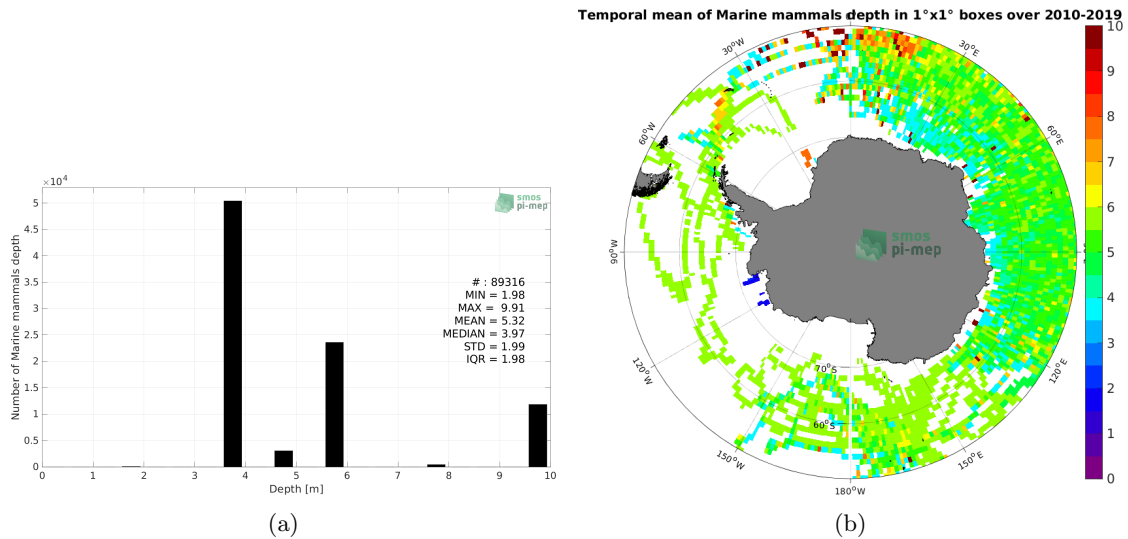 Temporal mean of Marine mammals depth in 1°x1° boxes over 2010-2019
×10⁴
5
4.5
4
3.5
3
2.5
2
1.5
1
0.5
0
Number of Marine mammals depth
smos
pi-mep
# : 89316
MIN = 1.98
MAX = 9.91
MEAN = 5.32
MEDIAN = 3.97
STD = 1.99
IQR = 1.98
0 1 2 3 4 5 6 7 8 9 10
Depth [m]
(a)
30°W
30°E
60°W
60°E
90°W
smos
pi-mep
120°W
120°E
70°S
60°S
150°W
150°E
180°W
10
9
8
7
6
5
4
3
2
1
0
(b)